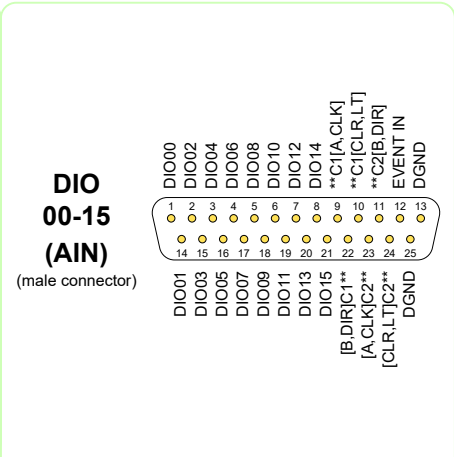 DIO00
DIO02
DIO04
DIO06
DIO08
DIO10
DIO12
DIO14
**C1[A,CLK]
**C1[CLR,LT]
**C2[B,DIR]
EVENT IN
DGND
DIO
00-15
(AIN)
(male connector)
1 2 3 4 5 6 7 8 9 10 11 12 13
14 15 16 17 18 19 20 21 22 23 24 25
DIO01
DIO03
DIO05
DIO07
DIO09
DIO11
DIO13
DIO15
[B,DIR]C1**
[A,CLK]C2**
[CLR,LT]C2**
DGND